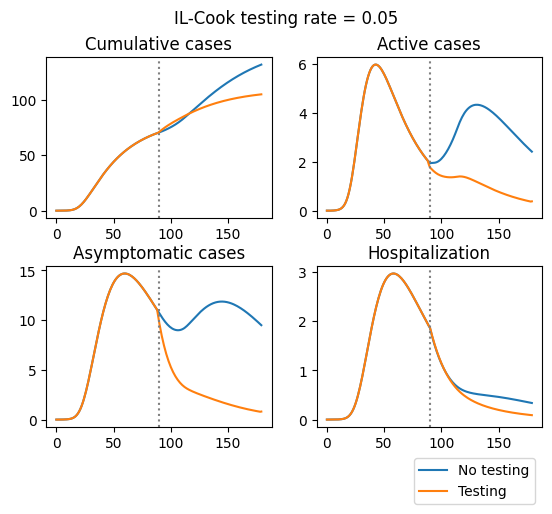 IL-Cook testing rate = 0.05
Cumulative cases
Active cases
100
50
0
0 50 100 150
6
4
2
0
0 50 100 150
Asymptomatic cases
Hospitalization
15
10
5
0
0 50 100 150
3
2
1
0
0 50 100 150
No testing
Testing